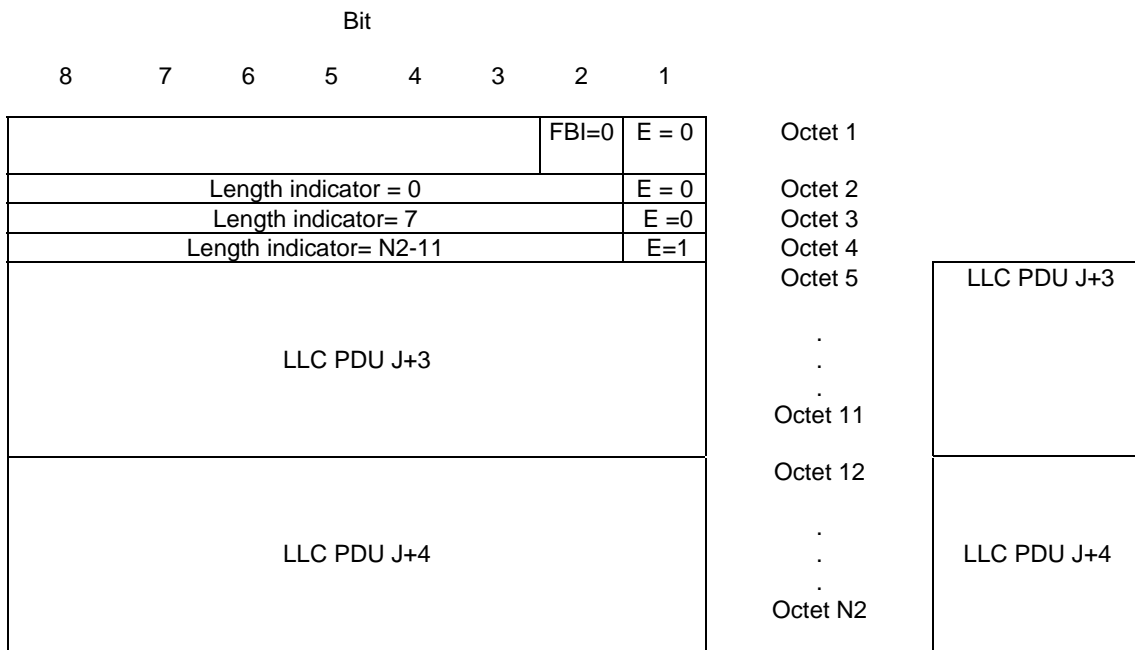 Bit
8 7 6 5 4 3 2 1
FBI=0 E = 0 Octet 1
Length indicator = 0 E = 0 Octet 2
Length indicator= 7 E =0 Octet 3
Length indicator= N2-11 E=1 Octet 4
Octet 5 LLC PDU J+3
.
LLC PDU J+3 .
.
Octet 11
Octet 12
.
LLC PDU J+4 . LLC PDU J+4
.
Octet N2